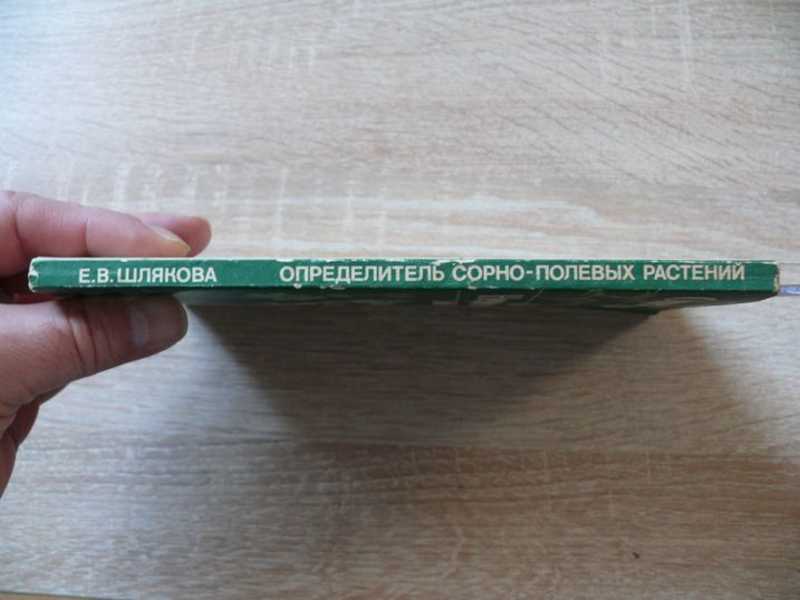 Е.В.ШЛЯКОВА ОПРЕДЕЛИТЕЛЬ СОРНО-ПОЛЕВЫХ РАСТЕНИЙ